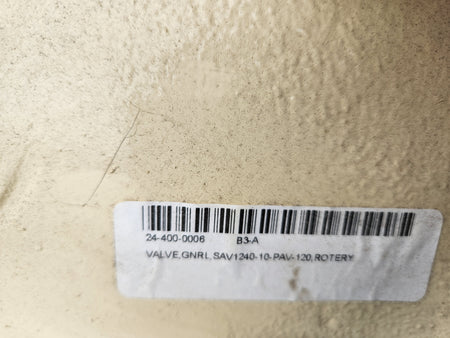 24-400-0006 B3-A
VALVE,GNRL,SAV1240-10-PAV-120,ROTERY